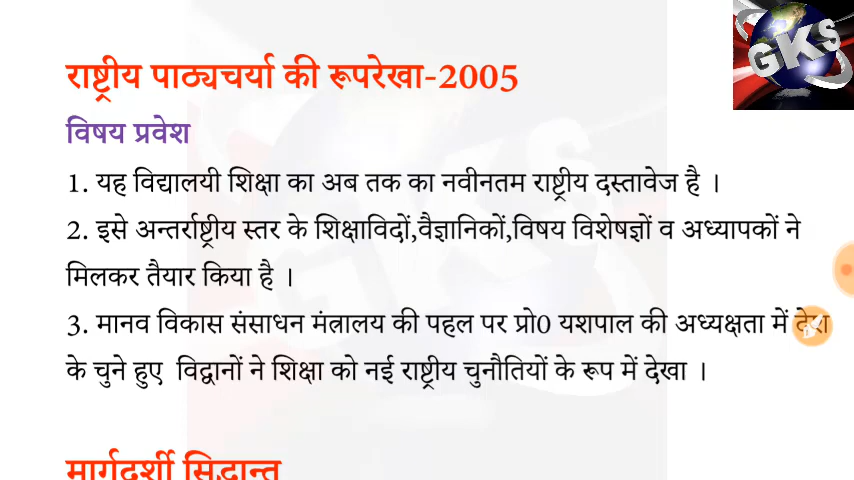 GKS
राष्ट्रीय पाठ्यचर्या की रूपरेखा-2005
विषय प्रवेश
1. यह विद्यालयी शिक्षा का अब तक का नवीनतम राष्ट्रीय दस्तावेज है ।
2. इसे अन्तर्राष्ट्रीय स्तर के शिक्षाविदों,वैज्ञानिकों,विषय विशेषज्ञों व अध्यापकों ने
मिलकर तैयार किया है ।
3. मानव विकास संसाधन मंत्रालय की पहल पर प्रो0 यशपाल की अध्यक्षता में देश
के चुने हुए विद्वानों ने शिक्षा को नई राष्ट्रीय चुनौतियों के रूप में देखा ।
मार्गदर्शी सिद्धान्त